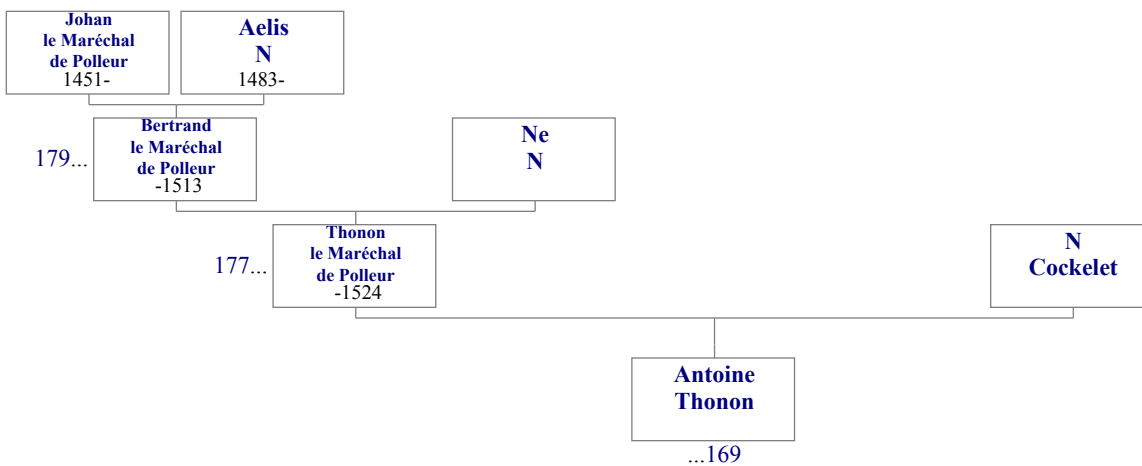 Johan
le Maréchal
de Polleur
1451-
Aelis
N
1483-
179...
Bertrand
le Maréchal
de Polleur
-1513
Ne
N
177...
Thonon
le Maréchal
de Polleur
-1524
N
Cockelet
Antoine
Thonon
...169